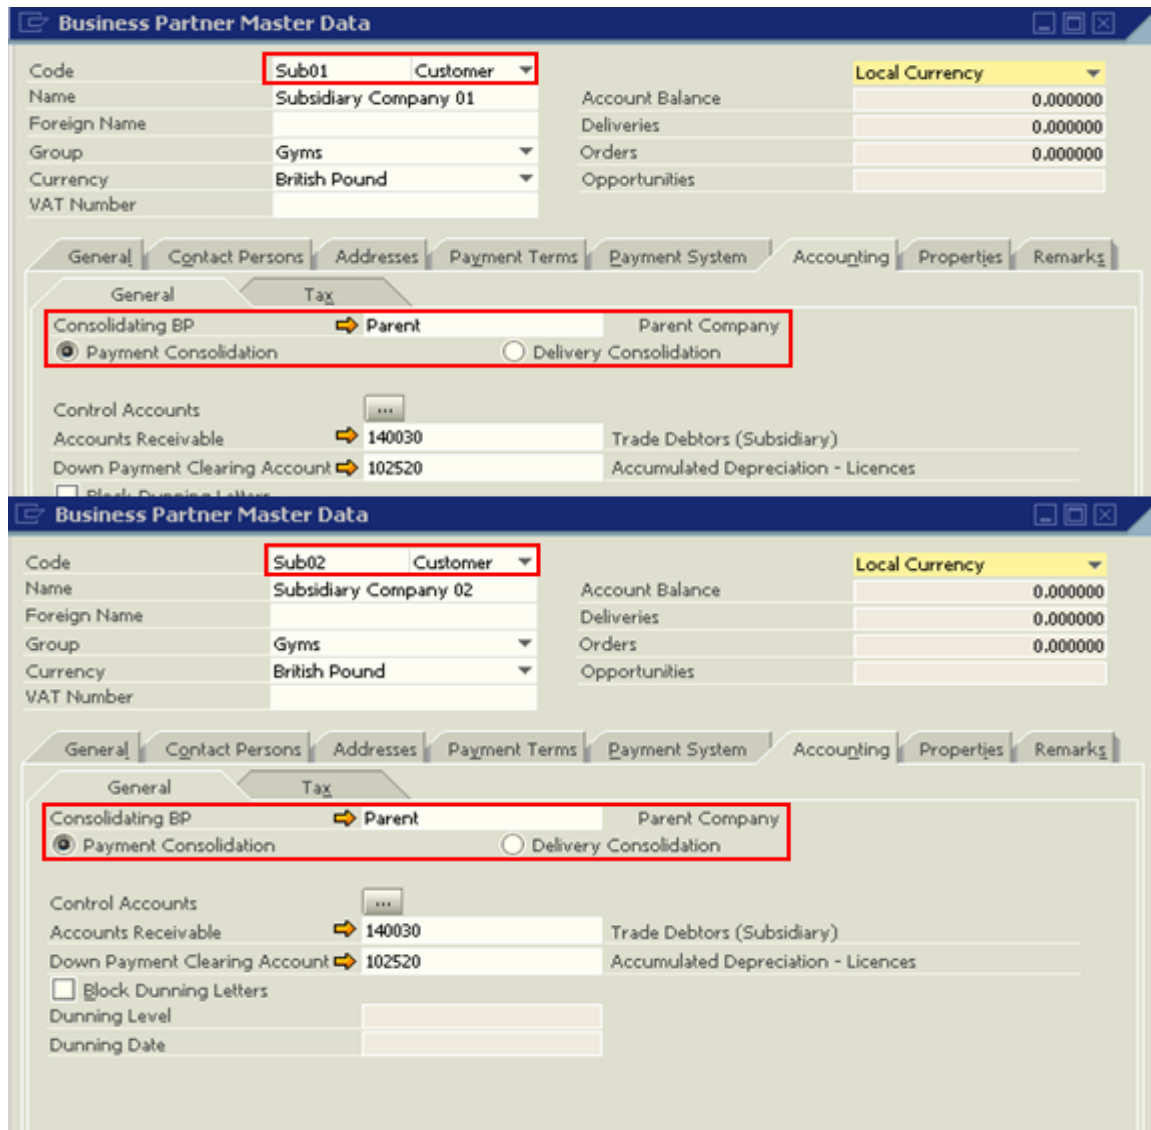 Business Partner Master Data
Code Sub01 Customer Local Currency
Name Subsidiary Company 01 Account Balance 0.000000
Foreign Name Deliveries 0.000000
Group Gyms Orders 0.000000
Currency British Pound Opportunities
VAT Number
General Contact Persons Addresses Payment Terms Payment System Accounting Properties Remarks
General Tax
Consolidating BP Parent Parent Company
Payment Consolidation Delivery Consolidation
Control Accounts ...
Accounts Receivable 140030 Trade Debtors (Subsidiary)
Down Payment Clearing Account 102520 Accumulated Depreciation - Licences
Block Dunning Letters
Business Partner Master Data
Code Sub02 Customer Local Currency
Name Subsidiary Company 02 Account Balance 0.000000
Foreign Name Deliveries 0.000000
Group Gyms Orders 0.000000
Currency British Pound Opportunities
VAT Number
General Contact Persons Addresses Payment Terms Payment System Accounting Properties Remarks
General Tax
Consolidating BP Parent Parent Company
Payment Consolidation Delivery Consolidation
Control Accounts ...
Accounts Receivable 140030 Trade Debtors (Subsidiary)
Down Payment Clearing Account 102520 Accumulated Depreciation - Licences
Block Dunning Letters
Dunning Level
Dunning Date